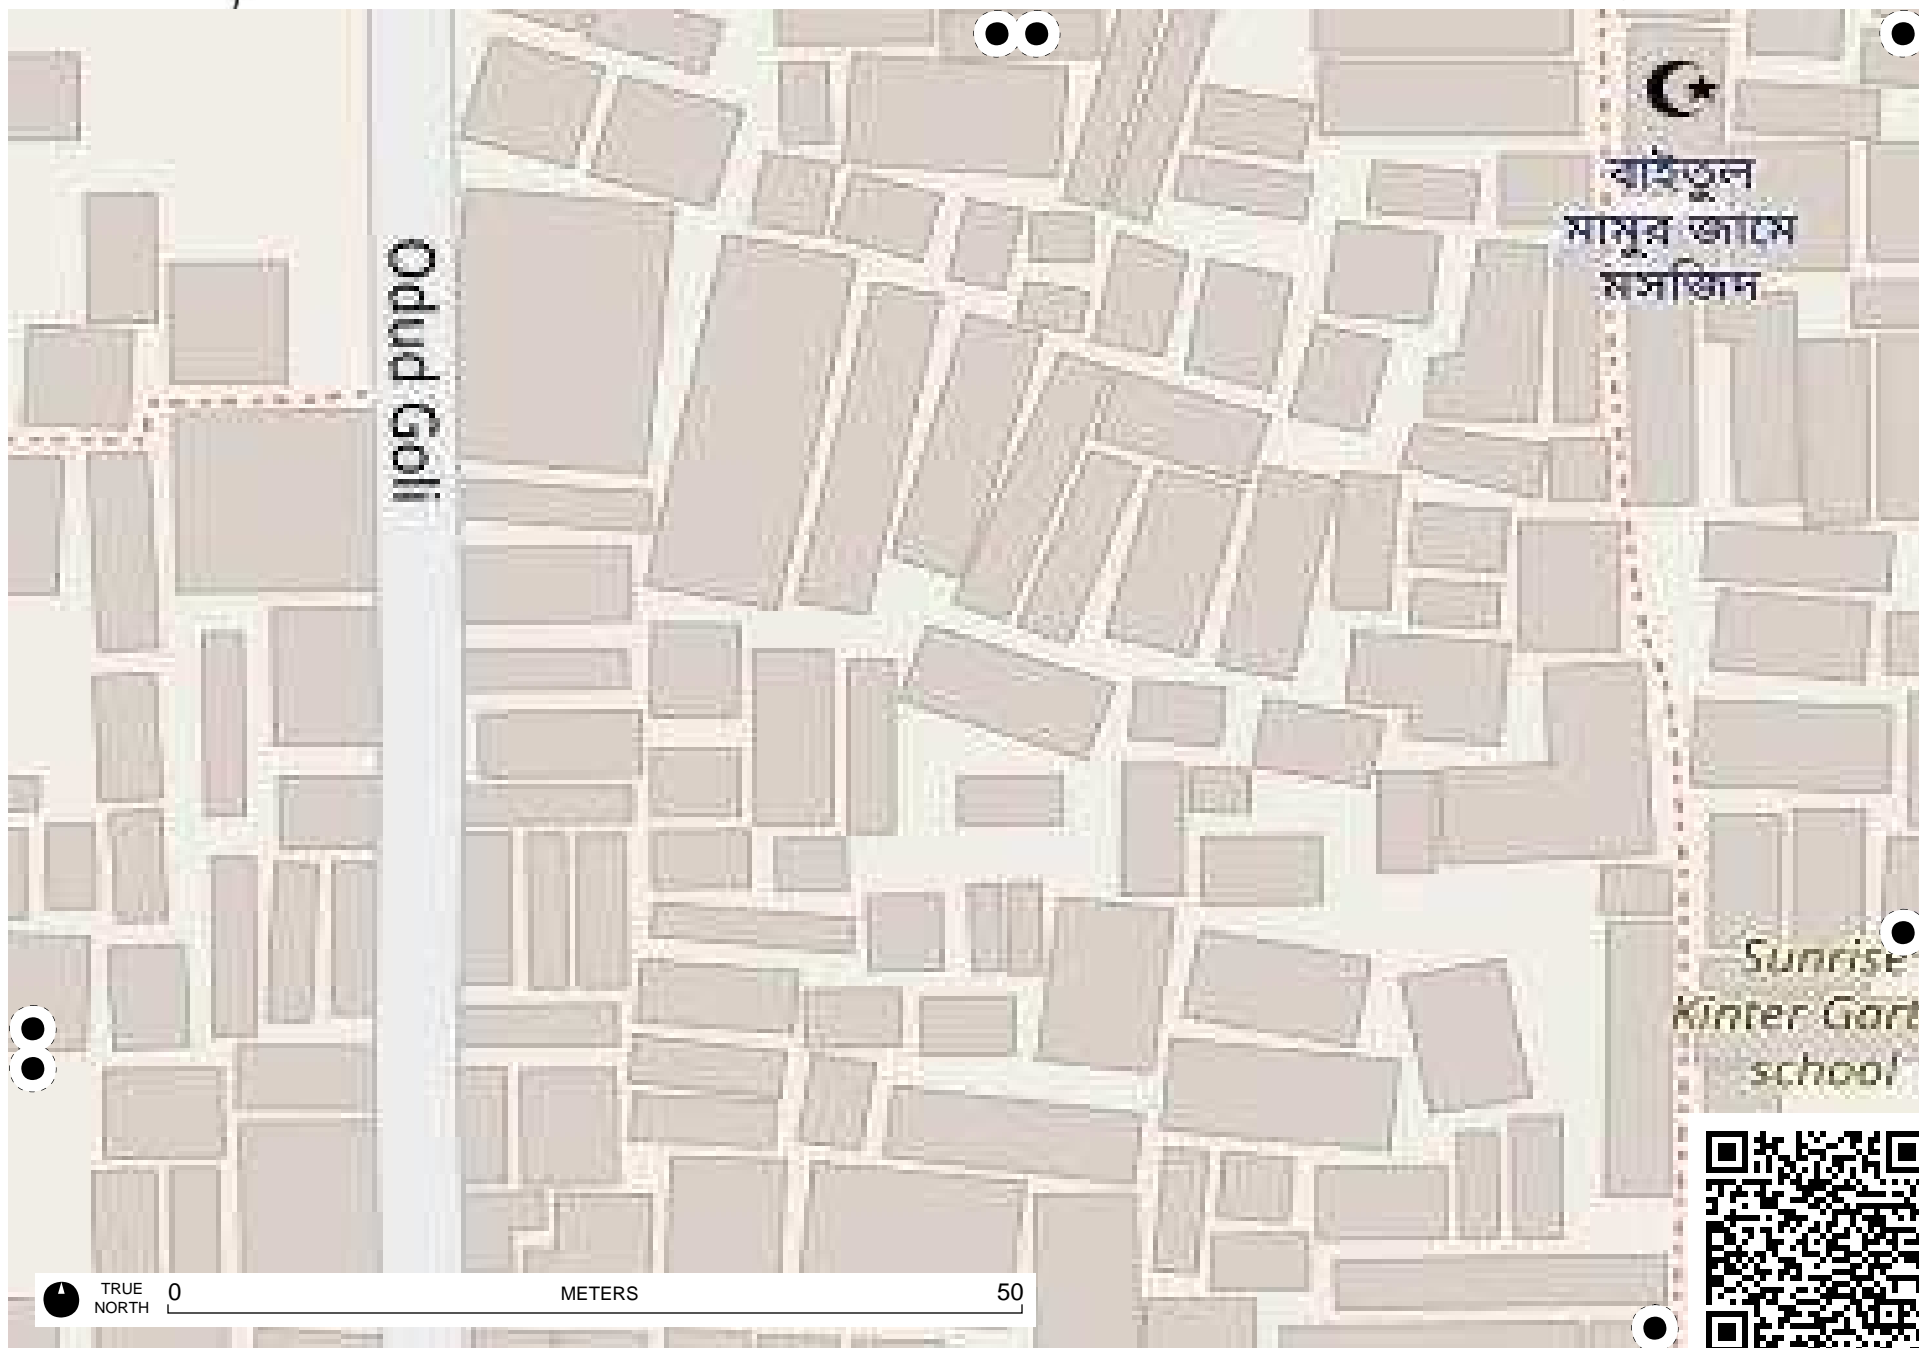 Odud Goli
বাইতুল
মামুর জামে
মসজিদ
Sunrise
Kinter Gart
school
TRUE
NORTH
0 METERS 50